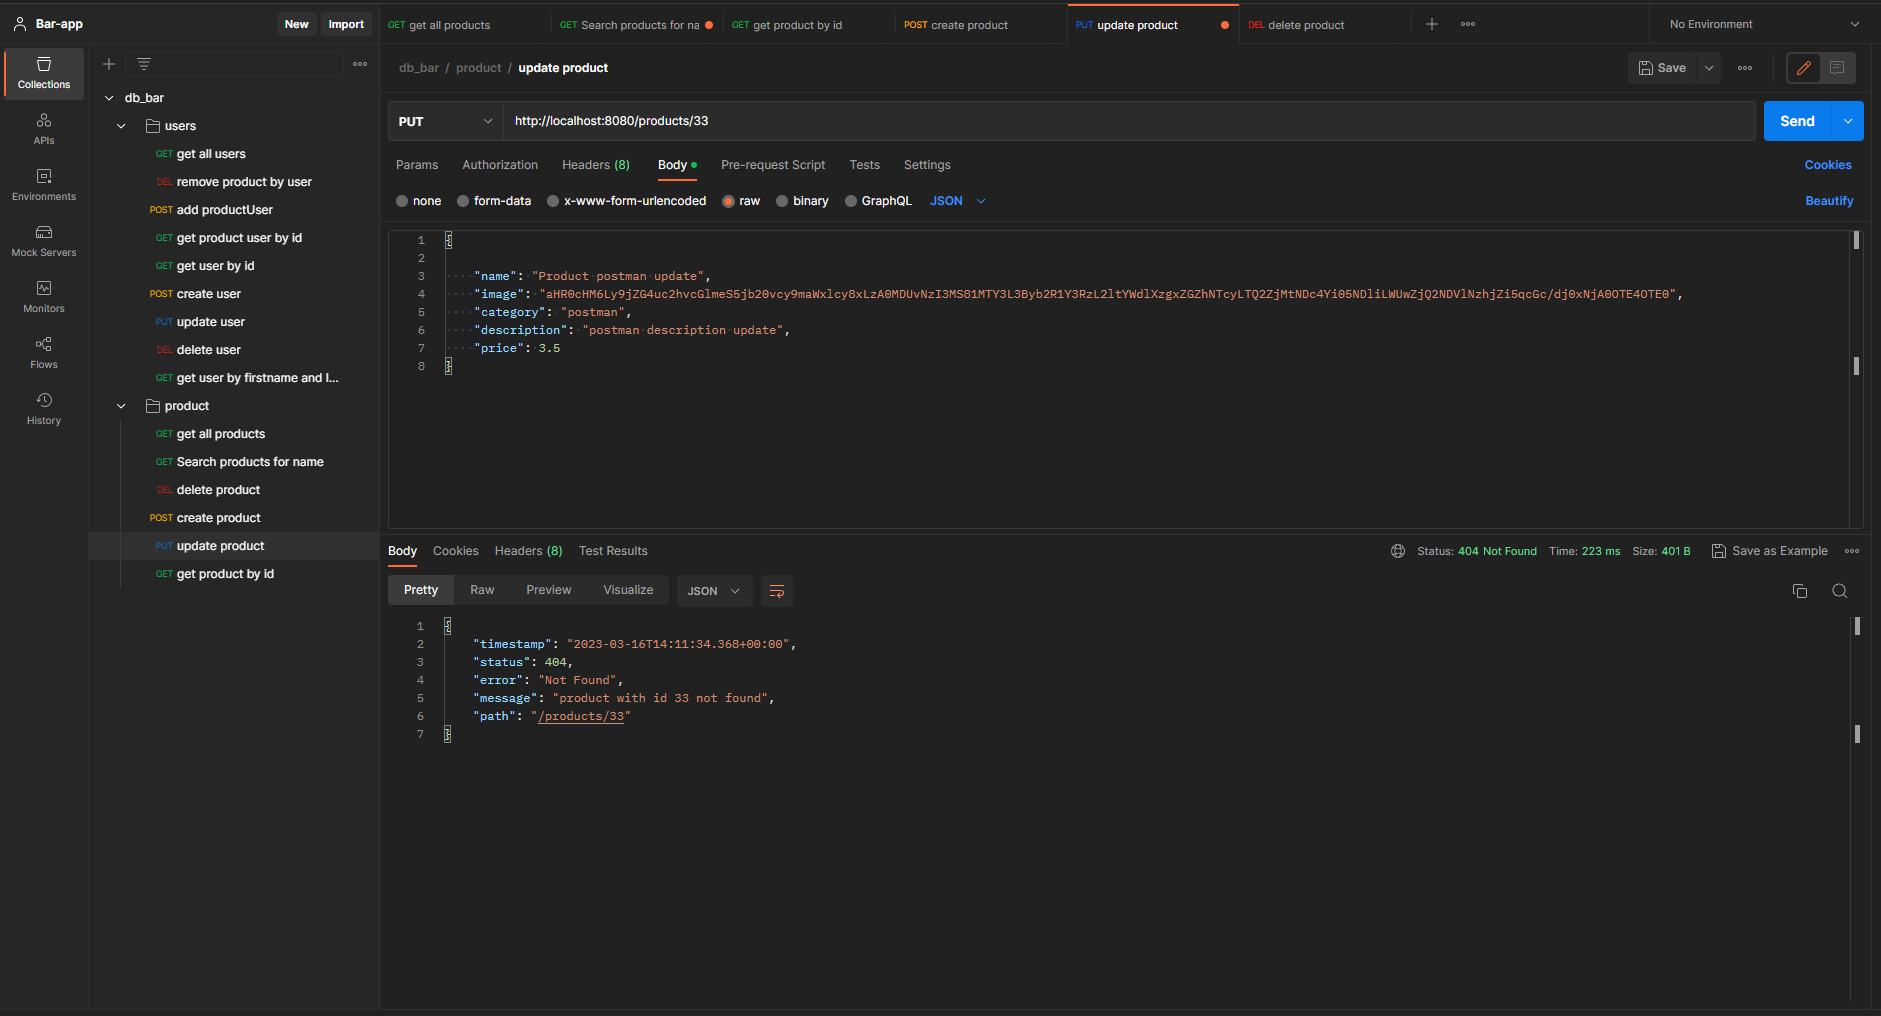 Bar-app
New
Import
GET get all products
GET Search products for na
GET get product by id
POST create product
PUT update product
DEL delete product
No Environment
Collections
APIs
Environments
Mock Servers
Monitors
Flows
History
db_bar
users
GET get all users
DEL remove product by user
POST add productUser
GET get product user by id
GET get user by id
POST create user
PUT update user
DEL delete user
GET get user by firstname and l...
product
GET get all products
GET Search products for name
DEL delete product
POST create product
PUT update product
GET get product by id
db_bar / product / update product
Save
PUT
http://localhost:8080/products/33
Send
Params
Authorization
Headers (8)
Body
Pre-request Script
Tests
Settings
Cookies
none
form-data
x-www-form-urlencoded
raw
binary
GraphQL
JSON
Beautify
1 {
2
3 "name": "Product postman update",
4 "image": "aHR0cHM6Ly9jZG4uc2hvcGlmeS5jb20vcy9maWxlcy8xLzA0MDUvNzI3MS81MTY3L3Byb2R1Y3RzL2ltYWdlXzgxZGZhNTcyLTQ2ZjMtNDc4Yi05NDliLWUwZjQ2NDVlNzhjZi5qcGc/dj0xNjA0OTE4OTE0",
5 "category": "postman",
6 "description": "postman description update",
7 "price": 3.5
8 }
Body
Cookies
Headers (8)
Test Results
Status: 404 Not Found
Time: 223 ms
Size: 401 B
Save as Example
Pretty
Raw
Preview
Visualize
JSON
1 {
2 "timestamp": "2023-03-16T14:11:34.368+00:00",
3 "status": 404,
4 "error": "Not Found",
5 "message": "product with id 33 not found",
6 "path": "/products/33"
7 }